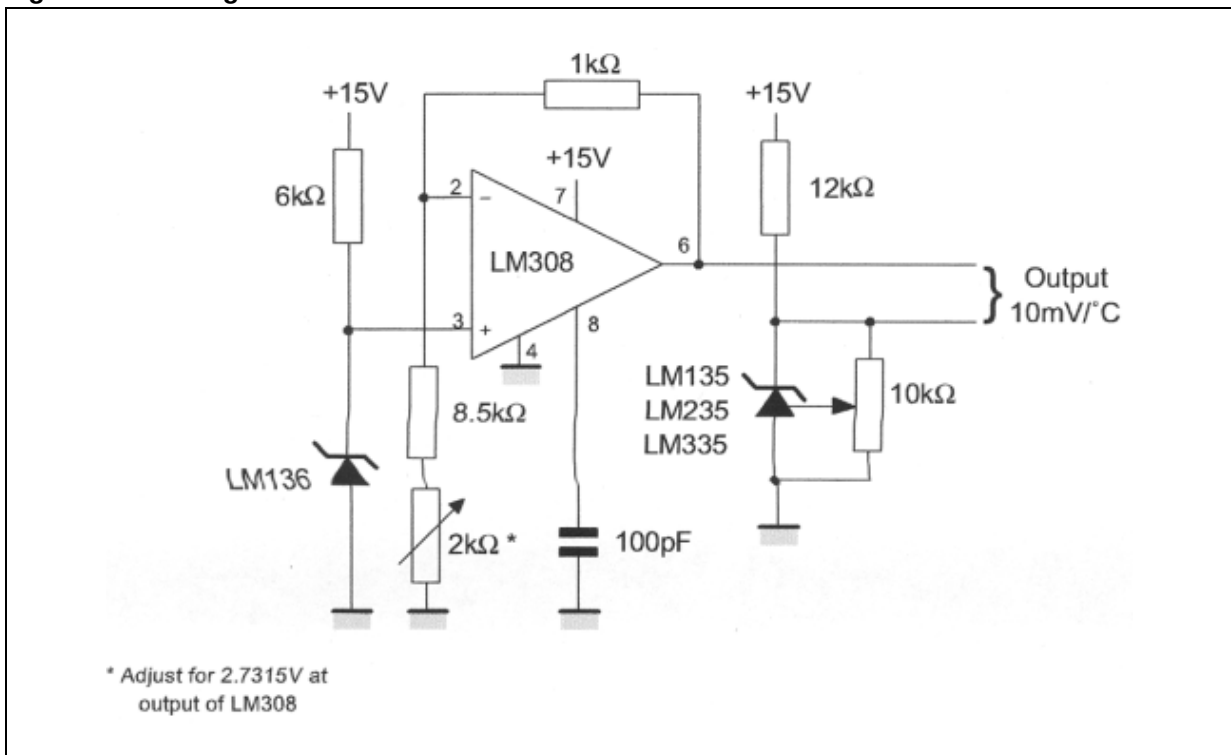 1kΩ
+15V
+15V
+15V
6kΩ
12kΩ
2
−
7
LM308
6
Output
10mV/˚C
3
+
8
4
LM135
LM235
LM335
10kΩ
8.5kΩ
LM136
2kΩ *
100pF
* Adjust for 2.7315V at
output of LM308